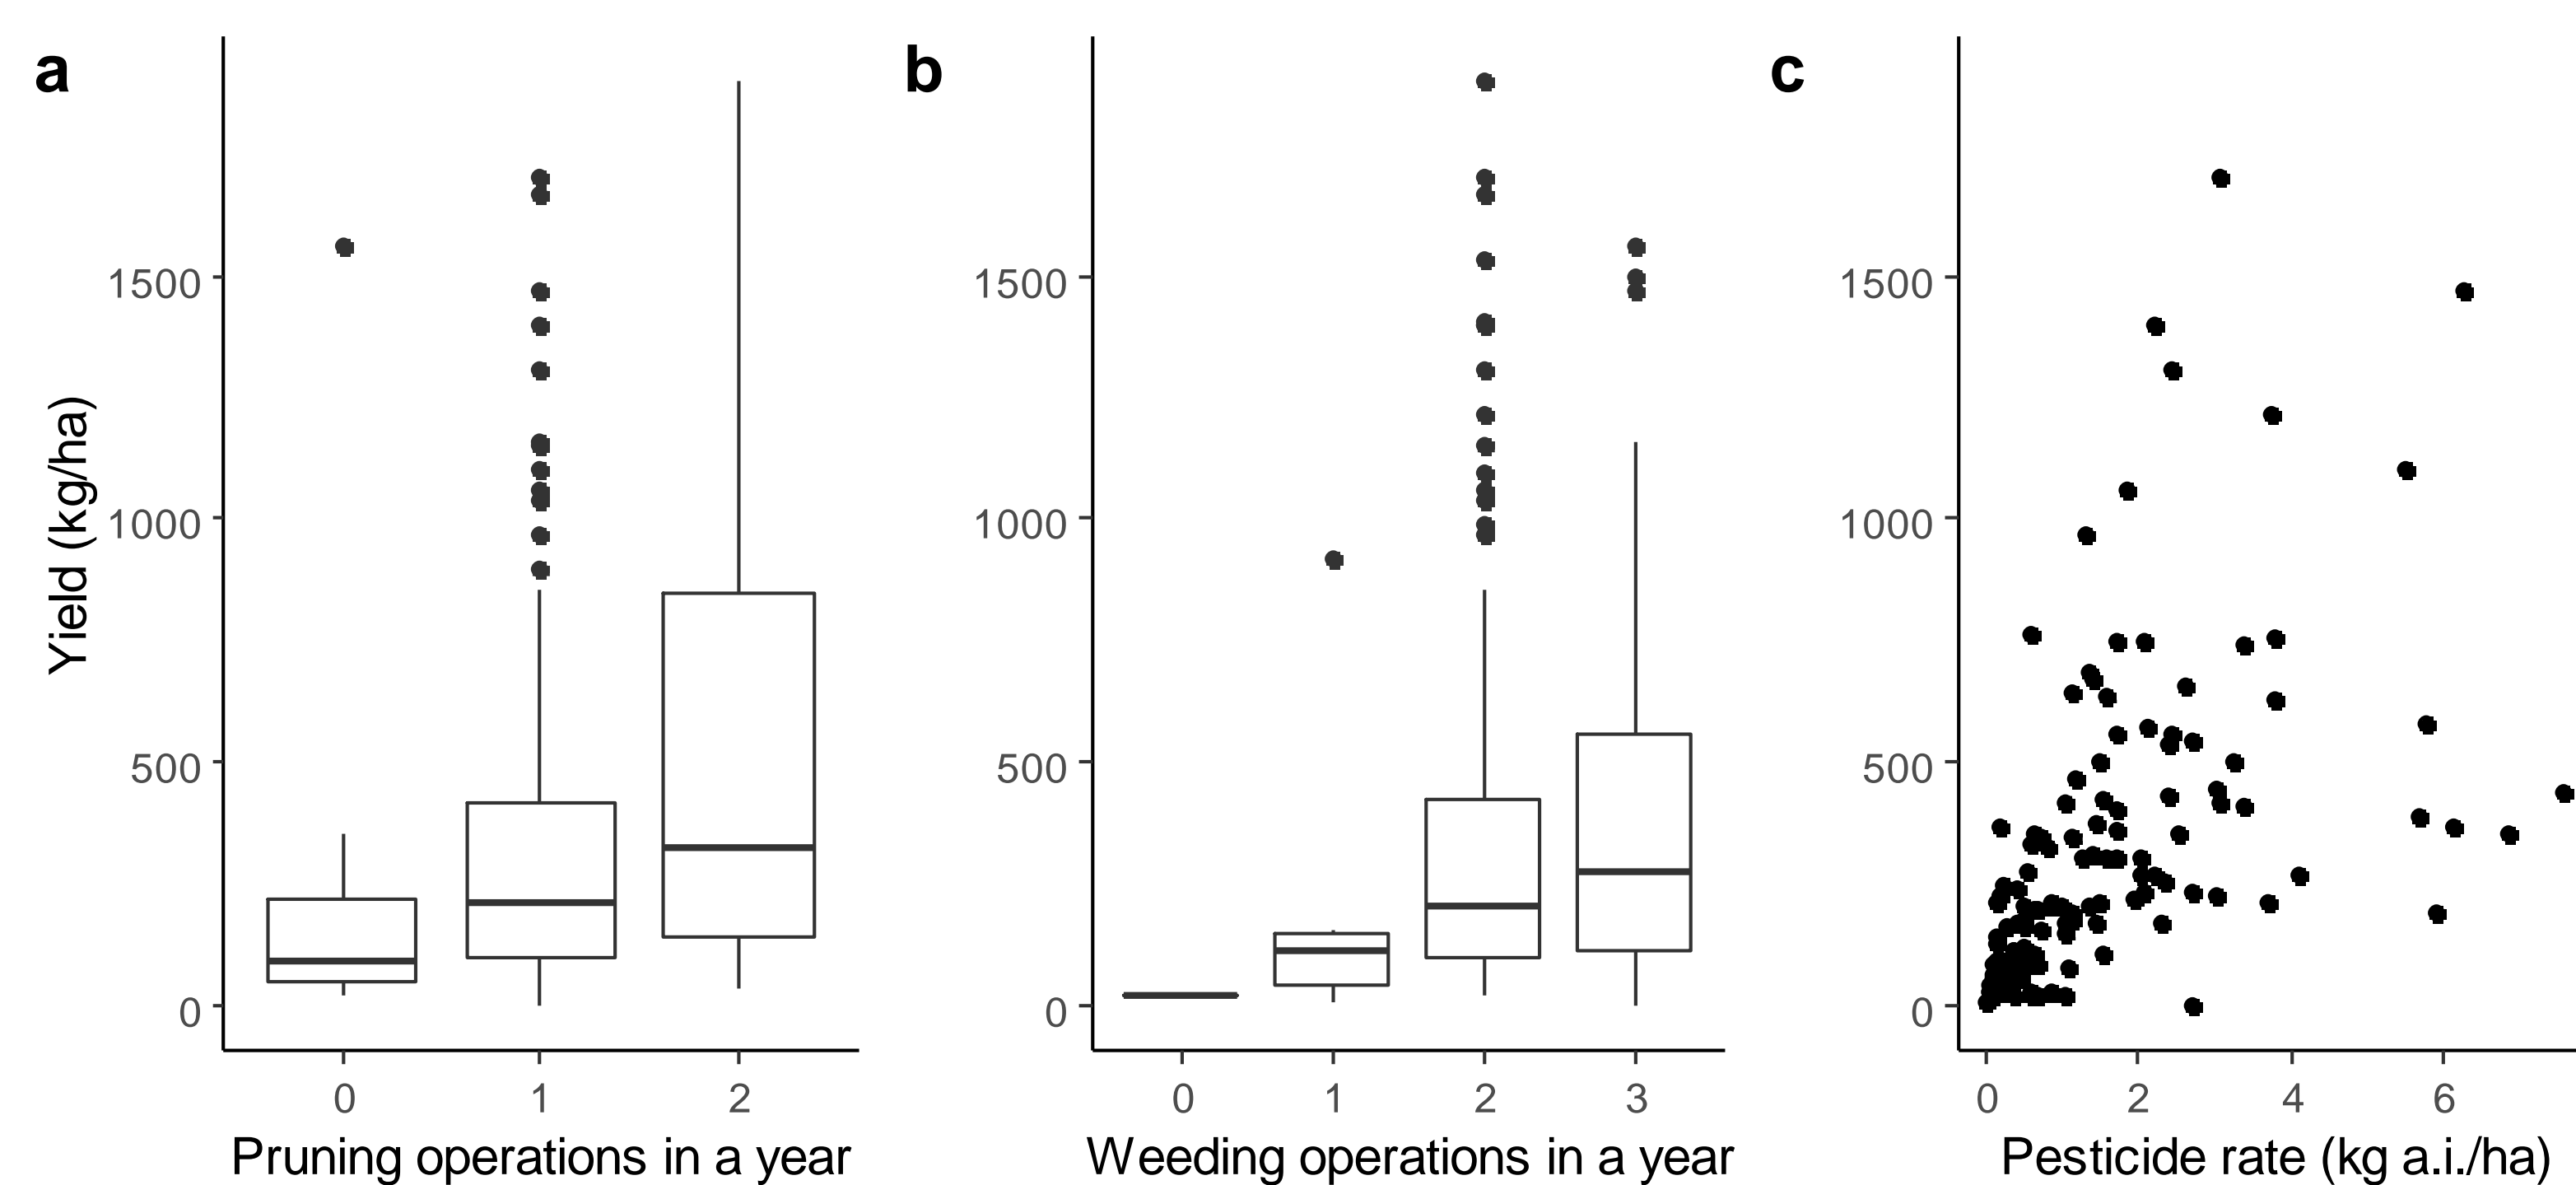 a
b
c
Yield (kg/ha)
1500
1000
500
0
0 1 2
Pruning operations in a year
1500
1000
500
0
0 1 2 3
Weeding operations in a year
1500
1000
500
0
0 2 4 6
Pesticide rate (kg a.i./ha)